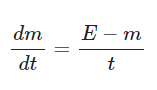 dm/dt = (E − m)/t